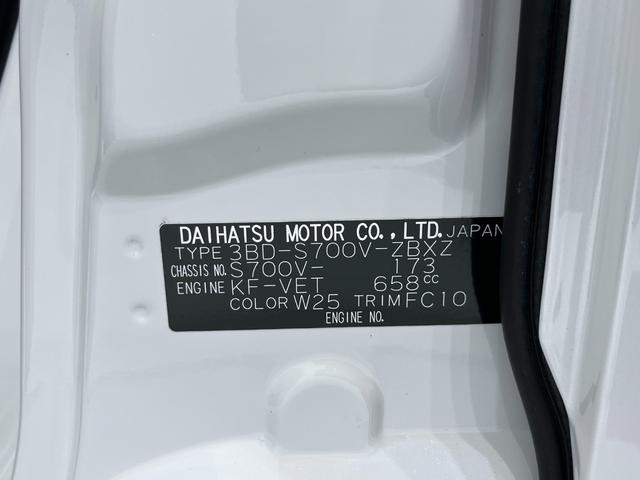 DAIHATSU MOTOR CO.,LTD. JAPAN
TYPE 3BD-S700V-ZBXZ
CHASSIS NO. S700V- 173
ENGINE KF-VET 658cc
COLOR W25 TRIM FC10
ENGINE NO.